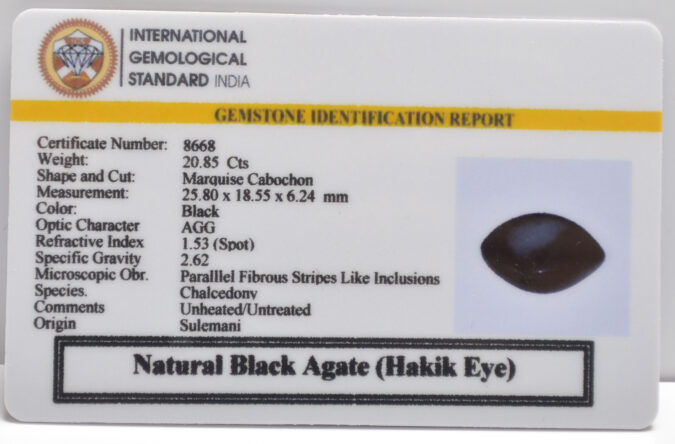 INTERNATIONAL
GEMOLOGICAL
STANDARD INDIA
GEMSTONE IDENTIFICATION REPORT
Certificate Number: 8668
Weight: 20.85 Cts
Shape and Cut: Marquise Cabochon
Measurement: 25.80 x 18.55 x 6.24 mm
Color: Black
Optic Character AGG
Refractive Index 1.53 (Spot)
Specific Gravity 2.62
Microscopic Obr. Paralllel Fibrous Stripes Like Inclusions
Species. Chalcedony
Comments Unheated/Untreated
Origin Sulemani
Natural Black Agate (Hakik Eye)